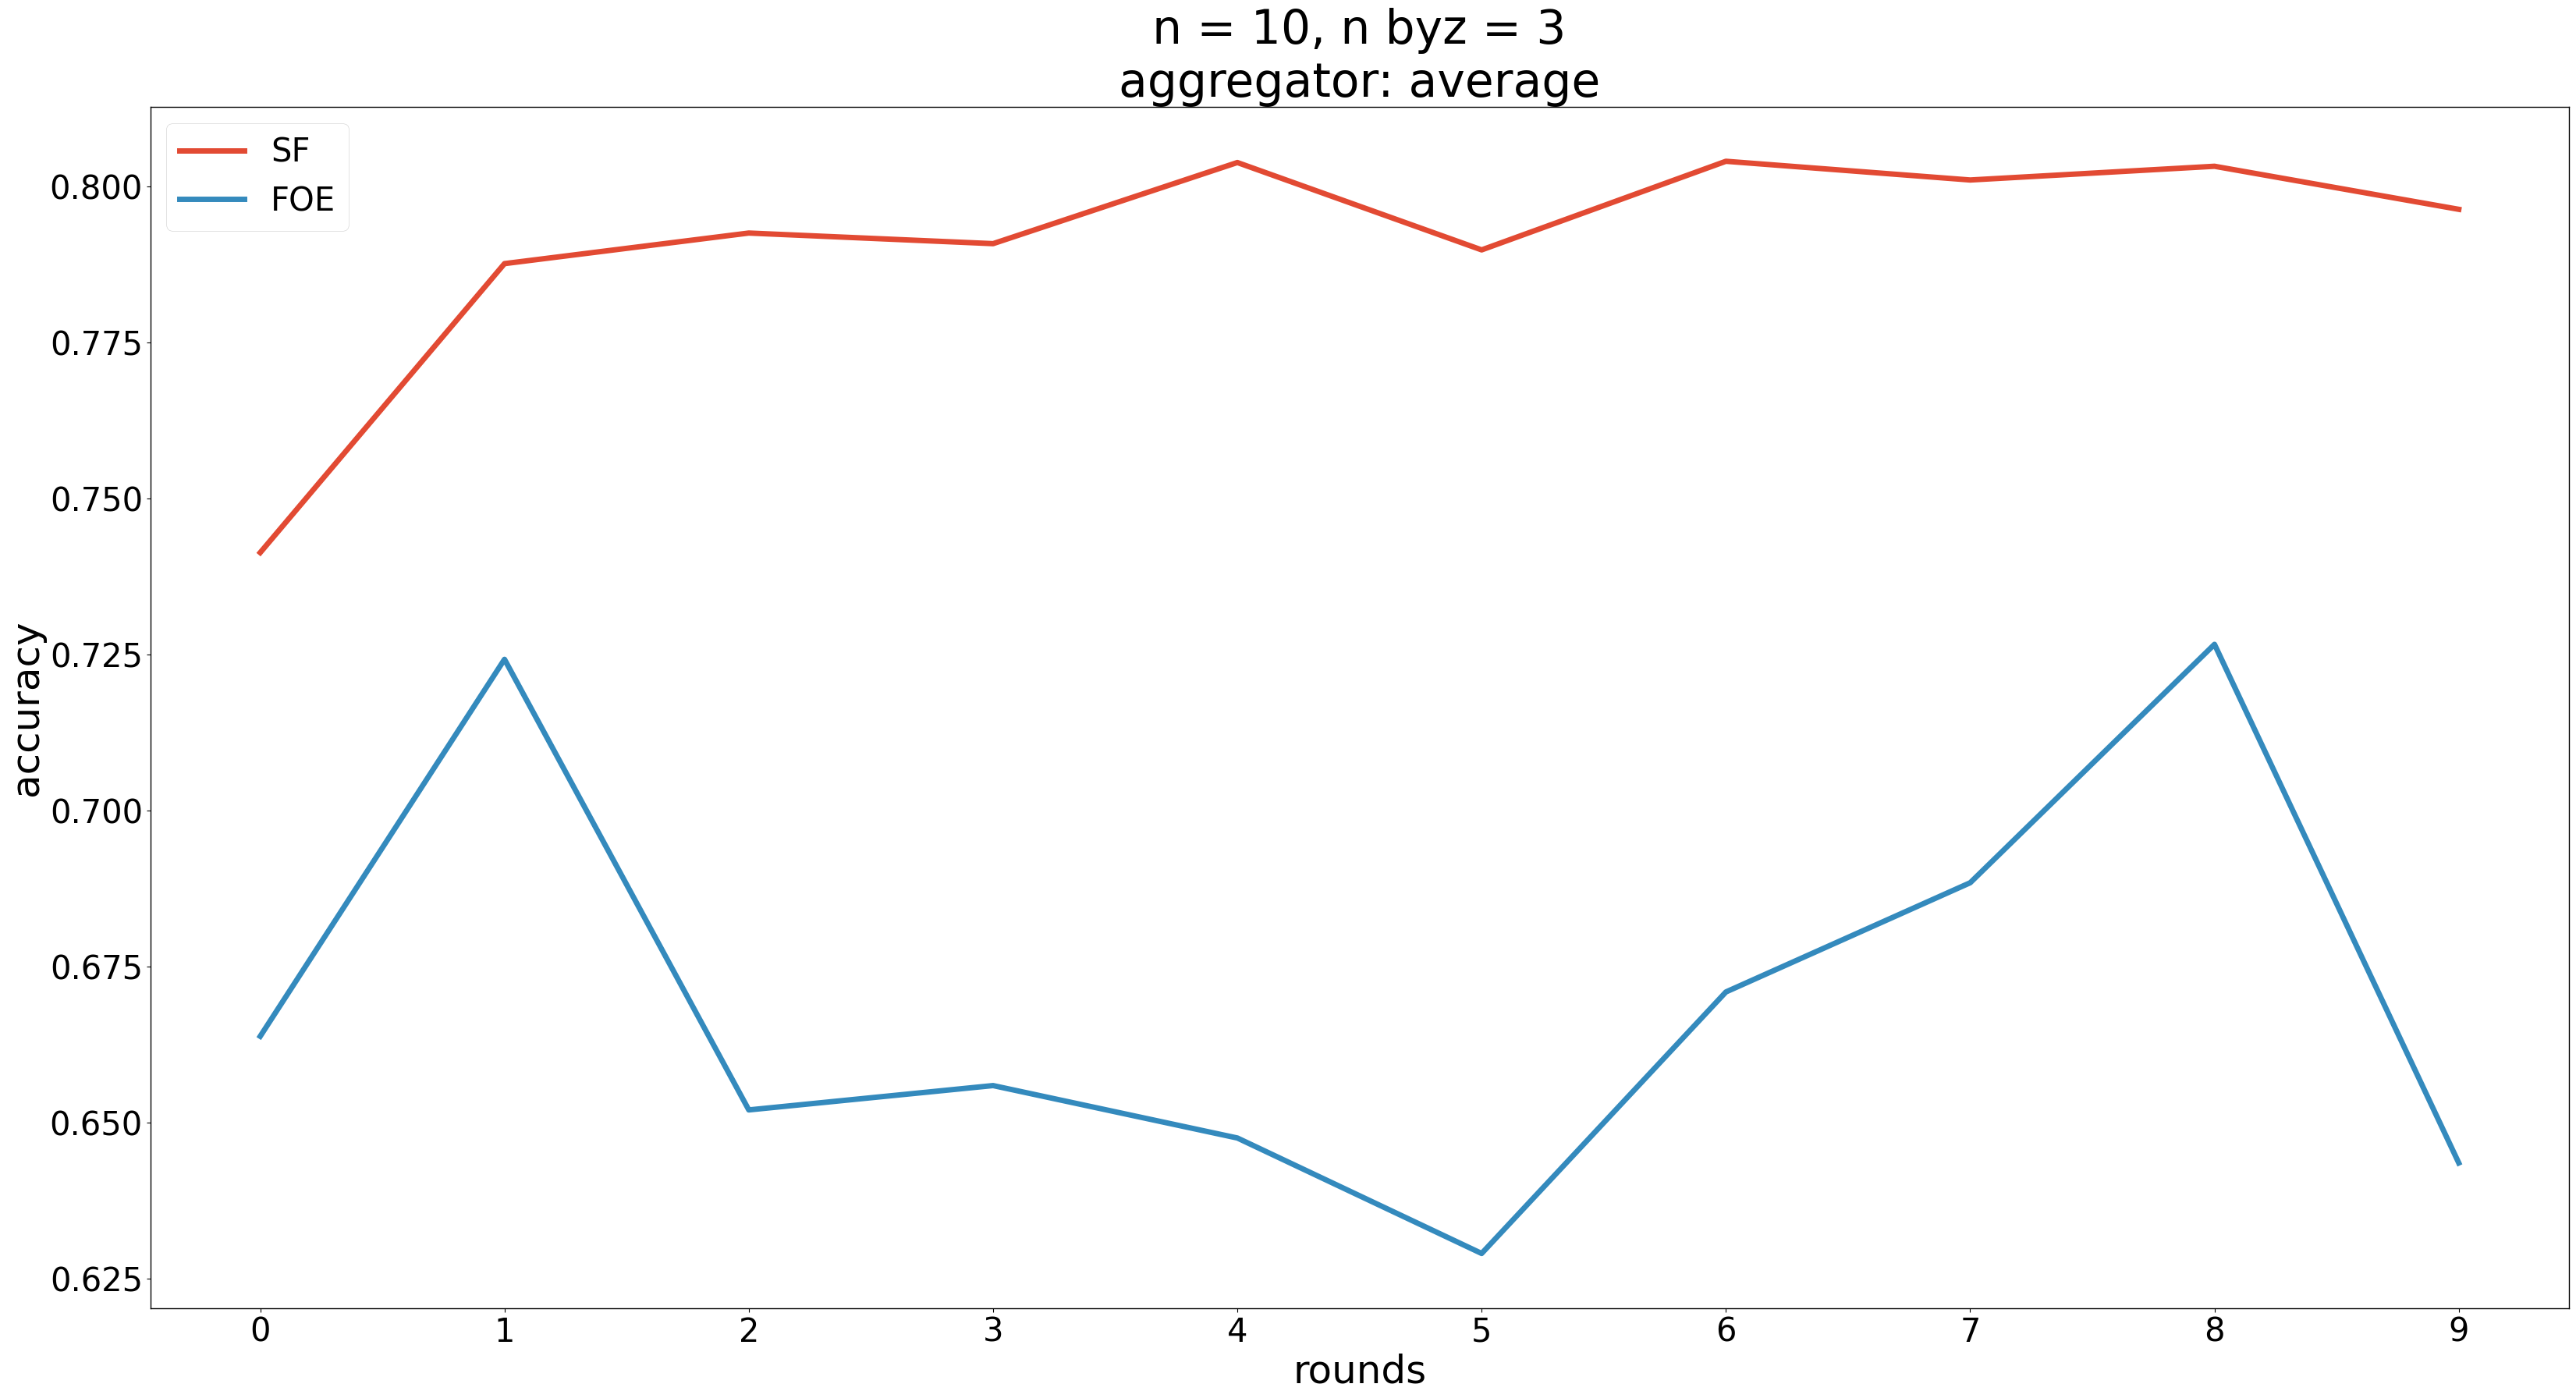 n = 10, n byz = 3
aggregator: average
SF
FOE
0.800
0.775
0.750
0.725
0.700
0.675
0.650
0.625
accuracy
0 1 2 3 4 5 6 7 8 9
rounds